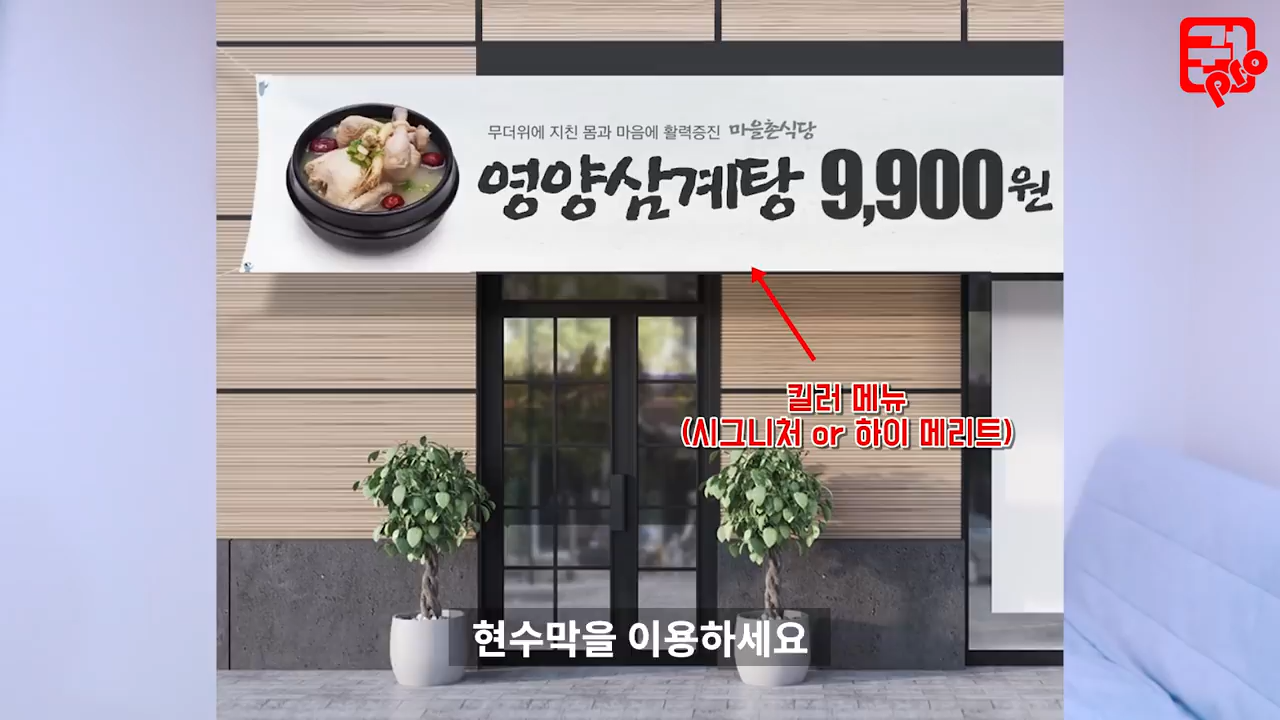 무더위에 지친 몸과 마음에 활력증진 마을촌식당
영양삼계탕 9,900원
킬러 메뉴
(시그니처 or 하이 메리트)
현수막을 이용하세요
pro